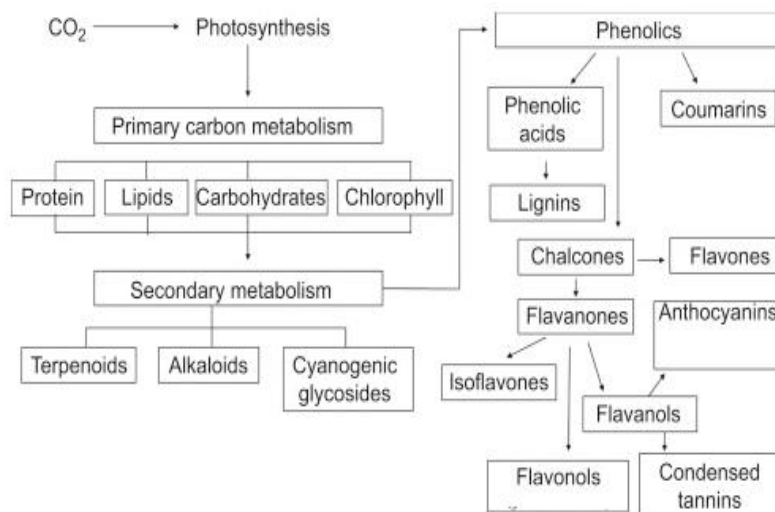 CO2
Photosynthesis
Phenolics
Primary carbon metabolism
Phenolic
acids
Coumarins
Protein
Lipids
Carbohydrates
Chlorophyll
Lignins
Secondary metabolism
Chalcones
Flavones
Flavanones
Anthocyanins
Terpenoids
Alkaloids
Cyanogenic
glycosides
Isoflavones
Flavanols
Flavonols
Condensed
tannins